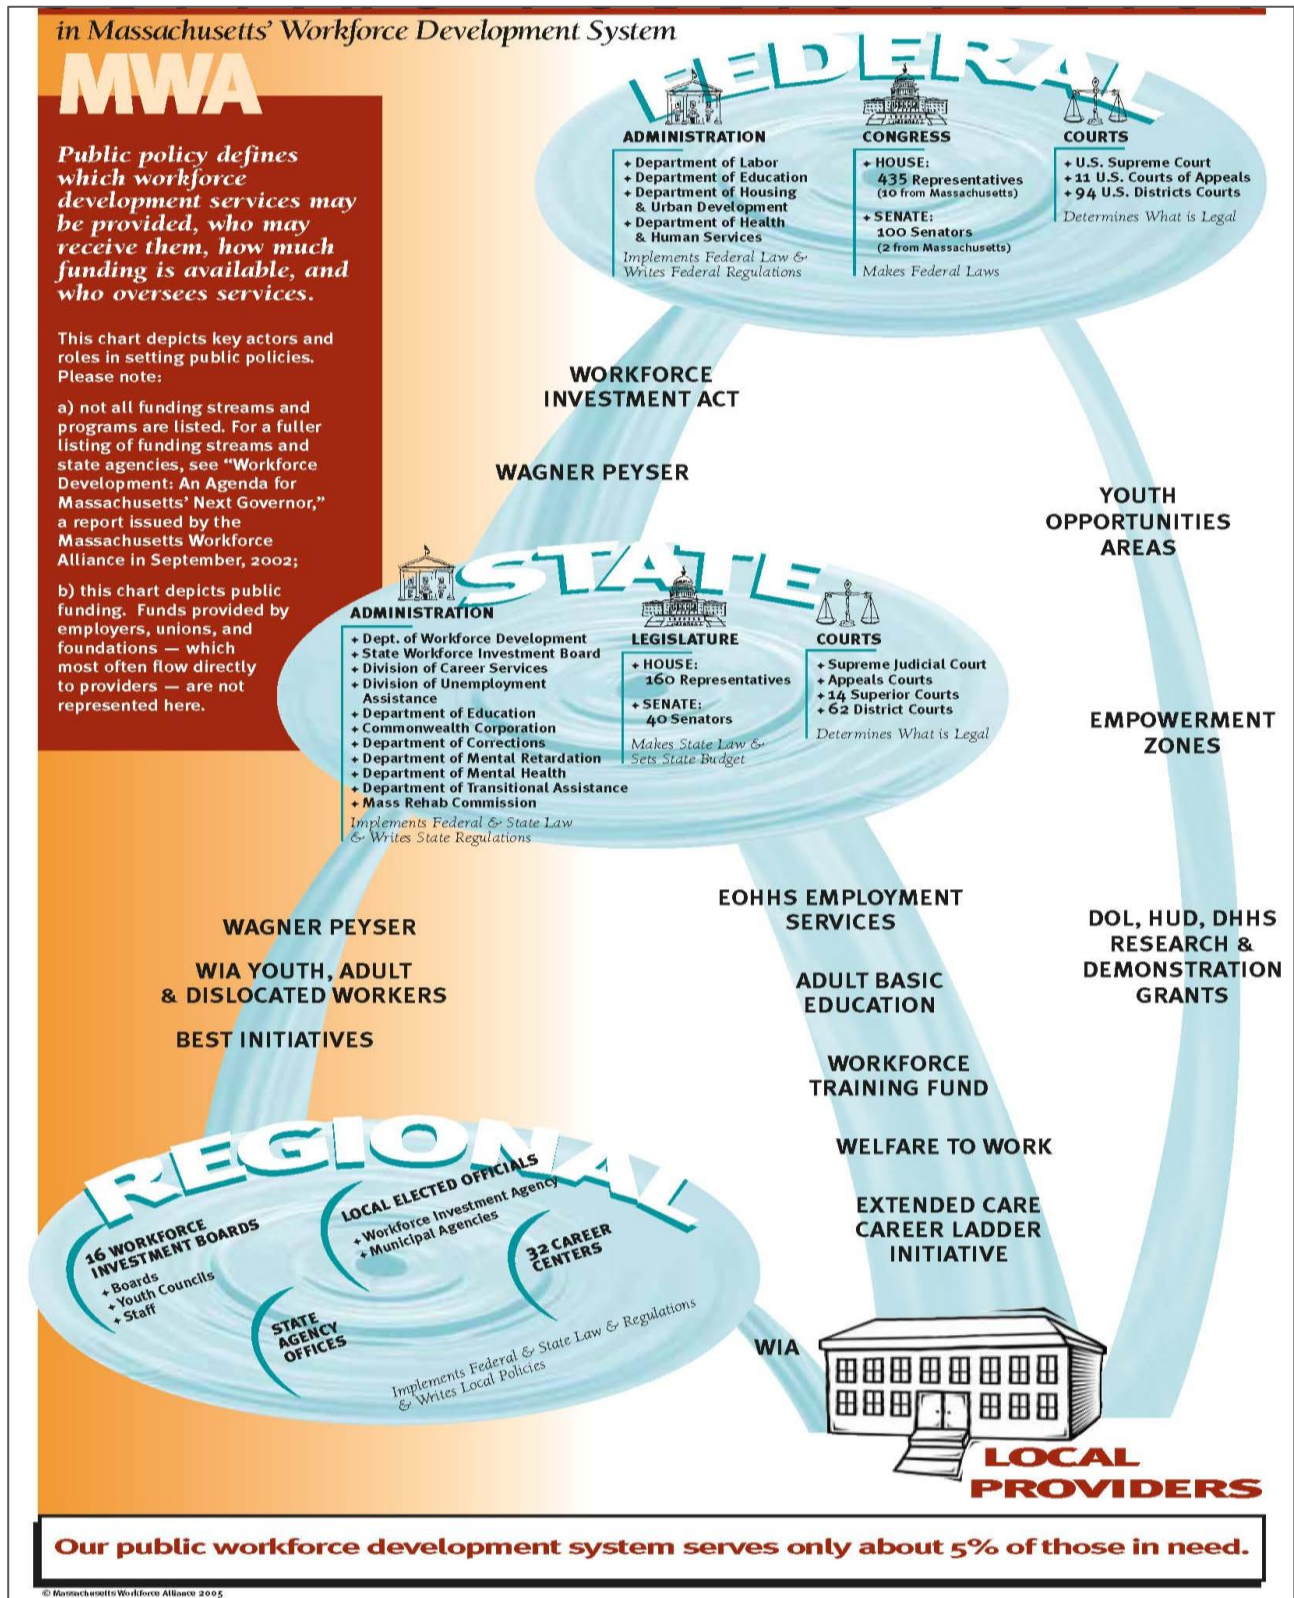 in Massachusetts' Workforce Development System
MWA
Public policy defines
which workforce
development services may
be provided, who may
receive them, how much
funding is available, and
who oversees services.
This chart depicts key actors and
roles in setting public policies.
Please note:
a) not all funding streams and
programs are listed. For a fuller
listing of funding streams and
state agencies, see “Workforce
Development: An Agenda for
Massachusetts' Next Governor,”
a report issued by the
Massachusetts Workforce
Alliance in September, 2002;
b) this chart depicts public
funding. Funds provided by
employers, unions, and
foundations — which
most often flow directly
to providers — are not
represented here.
FEDERAL
ADMINISTRATION
+ Department of Labor
+ Department of Education
+ Department of Housing
& Urban Development
+ Department of Health
& Human Services
Implements Federal Law &
Writes Federal Regulations
CONGRESS
+ HOUSE:
435 Representatives
(10 from Massachusetts)
+ SENATE:
100 Senators
(2 from Massachusetts)
Makes Federal Laws
COURTS
+ U.S. Supreme Court
+ 11 U.S. Courts of Appeals
+ 94 U.S. Districts Courts
Determines What is Legal
WORKFORCE
INVESTMENT ACT
WAGNER PEYSER
YOUTH
OPPORTUNITIES
AREAS
EMPOWERMENT
ZONES
DOL, HUD, DHHS
RESEARCH &
DEMONSTRATION
GRANTS
STATE
ADMINISTRATION
+ Dept. of Workforce Development
+ State Workforce Investment Board
+ Division of Career Services
+ Division of Unemployment
Assistance
+ Department of Education
+ Commonwealth Corporation
+ Department of Corrections
+ Department of Mental Retardation
+ Department of Mental Health
+ Department of Transitional Assistance
+ Mass Rehab Commission
Implements Federal & State Law
& Writes State Regulations
LEGISLATURE
+ HOUSE:
160 Representatives
+ SENATE:
40 Senators
Makes State Law &
Sets State Budget
COURTS
+ Supreme Judicial Court
+ Appeals Courts
+ 14 Superior Courts
+ 62 District Courts
Determines What is Legal
WAGNER PEYSER
WIA YOUTH, ADULT
& DISLOCATED WORKERS
BEST INITIATIVES
EOHHS EMPLOYMENT
SERVICES
ADULT BASIC
EDUCATION
WORKFORCE
TRAINING FUND
WELFARE TO WORK
EXTENDED CARE
CAREER LADDER
INITIATIVE
REGIONAL
16 WORKFORCE
INVESTMENT BOARDS
+ Boards
+ Youth Councils
+ Staff
LOCAL ELECTED OFFICIALS
+ Workforce Investment Agency
+ Municipal Agencies
32 CAREER
CENTERS
STATE
AGENCY
OFFICES
Implements Federal & State Law & Regulations
& Writes Local Policies
WIA
LOCAL
PROVIDERS
Our public workforce development system serves only about 5% of those in need.
© Massachusetts Workforce Alliance 2005